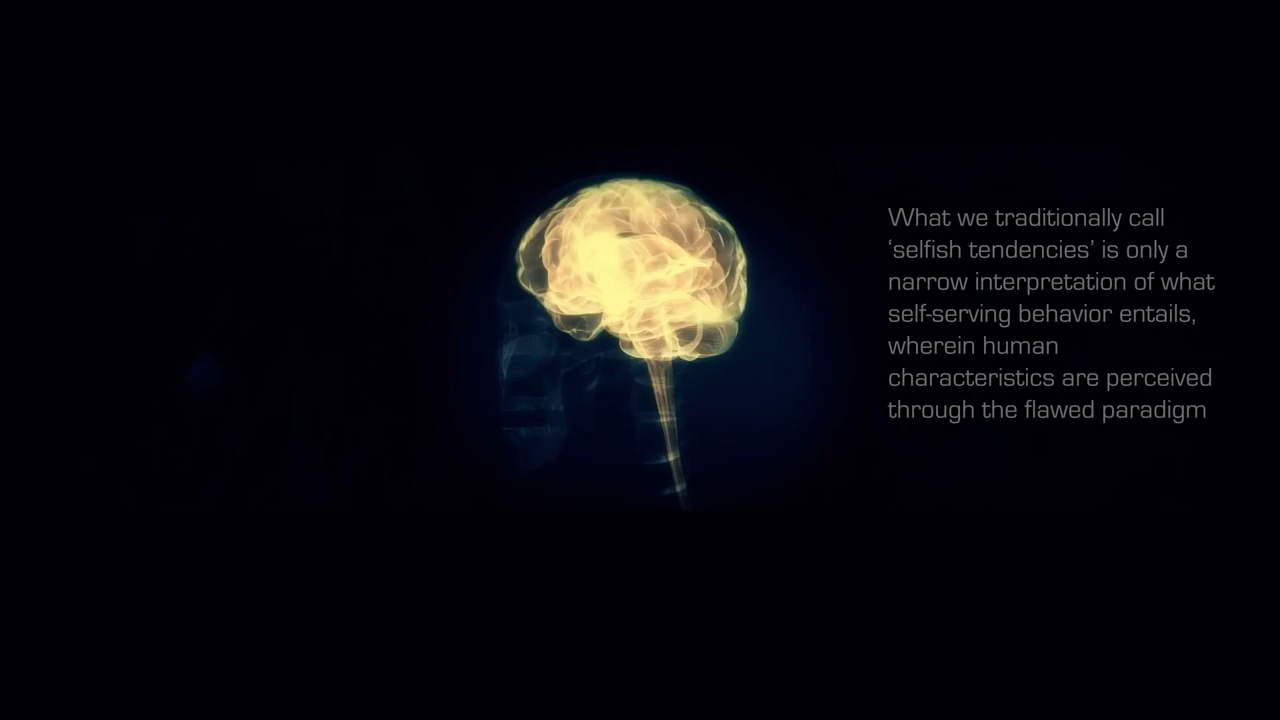 What we traditionally call
‘selfish tendencies’ is only a
narrow interpretation of what
self-serving behavior entails,
wherein human
characteristics are perceived
through the flawed paradigm